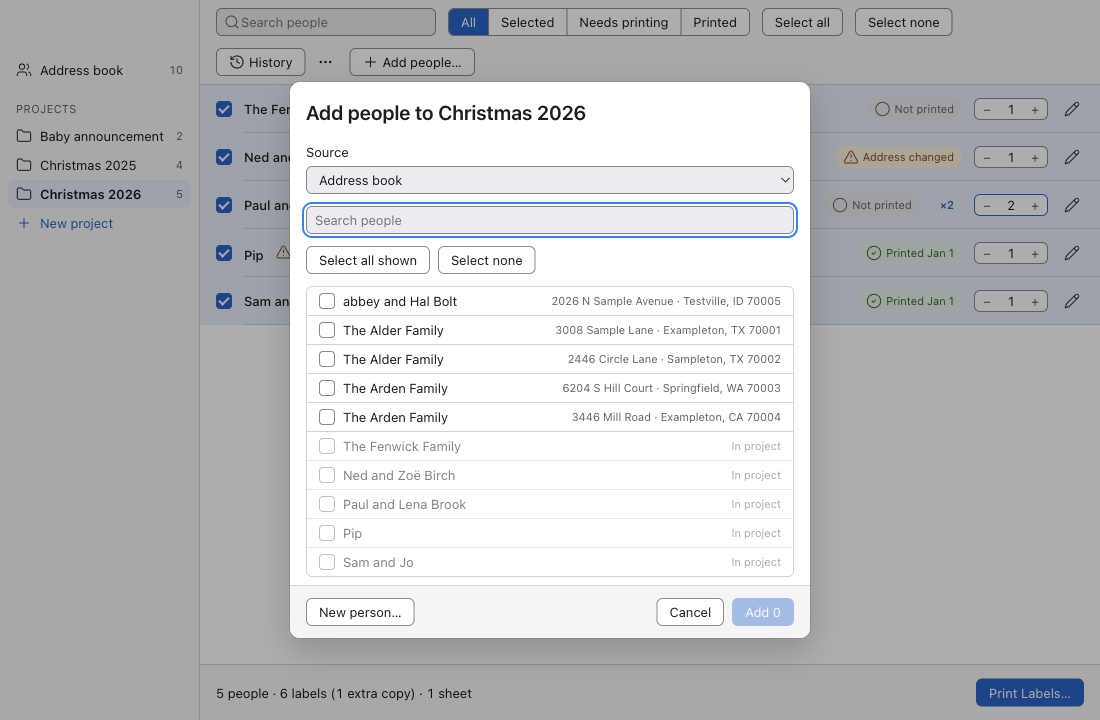 Search people
All
Selected
Needs printing
Printed
Select all
Select none
History
Add people…
Address book 10
PROJECTS
Baby announcement 2
Christmas 2025 4
Christmas 2026 5
New project
Not printed
1
Ned
Address changed
1
Paul
Not printed
×2
2
Pip
Printed Jan 1
1
Sam
Printed Jan 1
1
Add people to Christmas 2026
Source
Address book
Search people
Select all shown
Select none
abbey and Hal Bolt 2026 N Sample Avenue · Testville, ID 70005
The Alder Family 3008 Sample Lane · Exampleton, TX 70001
The Alder Family 2446 Circle Lane · Sampleton, TX 70002
The Arden Family 6204 S Hill Court · Springfield, WA 70003
The Arden Family 3446 Mill Road · Exampleton, CA 70004
The Fenwick Family In project
Ned and Zoë Birch In project
Paul and Lena Brook In project
Pip In project
Sam and Jo In project
New person…
Cancel
Add 0
5 people · 6 labels (1 extra copy) · 1 sheet
Print Labels…